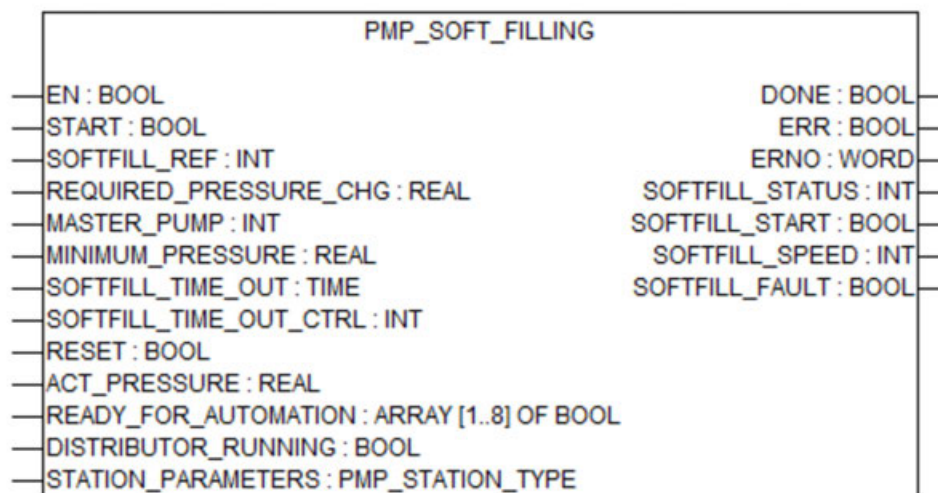 PMP_SOFT_FILLING
EN : BOOL DONE : BOOL
START : BOOL ERR : BOOL
SOFTFILL_REF : INT ERNO : WORD
REQUIRED_PRESSURE_CHG : REAL SOFTFILL_STATUS : INT
MASTER_PUMP : INT SOFTFILL_START : BOOL
MINIMUM_PRESSURE : REAL SOFTFILL_SPEED : INT
SOFTFILL_TIME_OUT : TIME SOFTFILL_FAULT : BOOL
SOFTFILL_TIME_OUT_CTRL : INT
RESET : BOOL
ACT_PRESSURE : REAL
READY_FOR_AUTOMATION : ARRAY [1..8] OF BOOL
DISTRIBUTOR_RUNNING : BOOL
STATION_PARAMETERS : PMP_STATION_TYPE